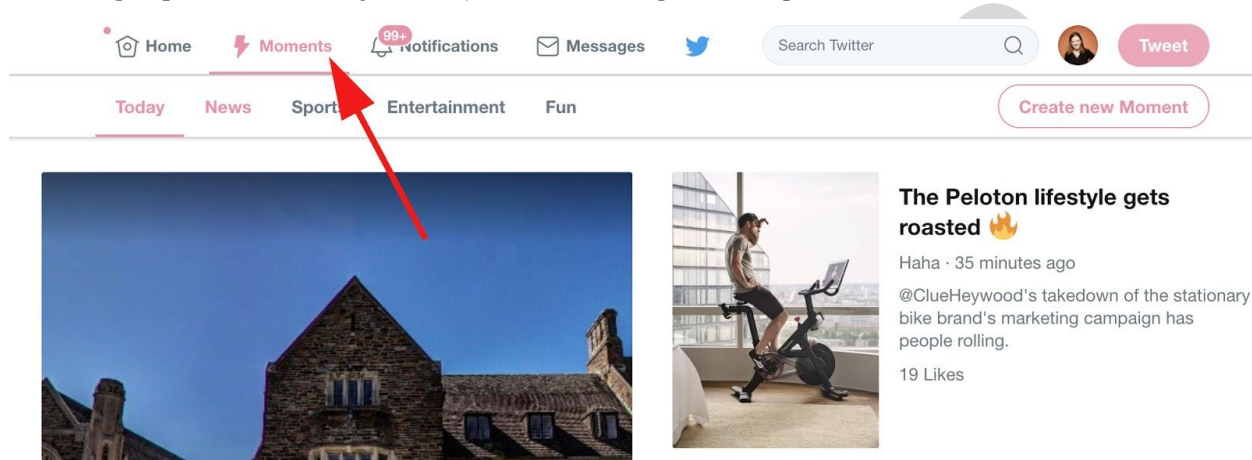 Home Moments 99+ Notifications Messages Search Twitter Tweet
Today News Sports Entertainment Fun Create new Moment
The Peloton lifestyle gets
roasted 🔥
Haha · 35 minutes ago
@ClueHeywood's takedown of the stationary
bike brand's marketing campaign has
people rolling.
19 Likes